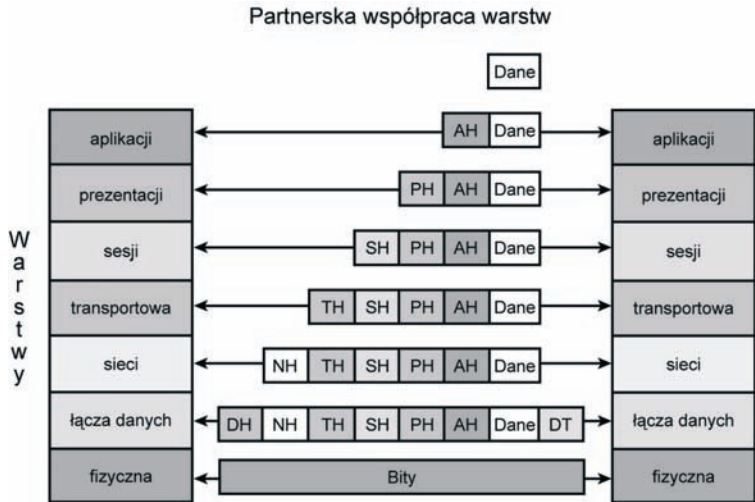 Partnerska współpraca warstw
Dane
aplikacji AH Dane aplikacji
prezentacji PH AH Dane prezentacji
sesji SH PH AH Dane sesji
transportowa TH SH PH AH Dane transportowa
sieci NH TH SH PH AH Dane sieci
łącza danych DH NH TH SH PH AH Dane DT łącza danych
fizyczna Bity fizyczna
Warstwy